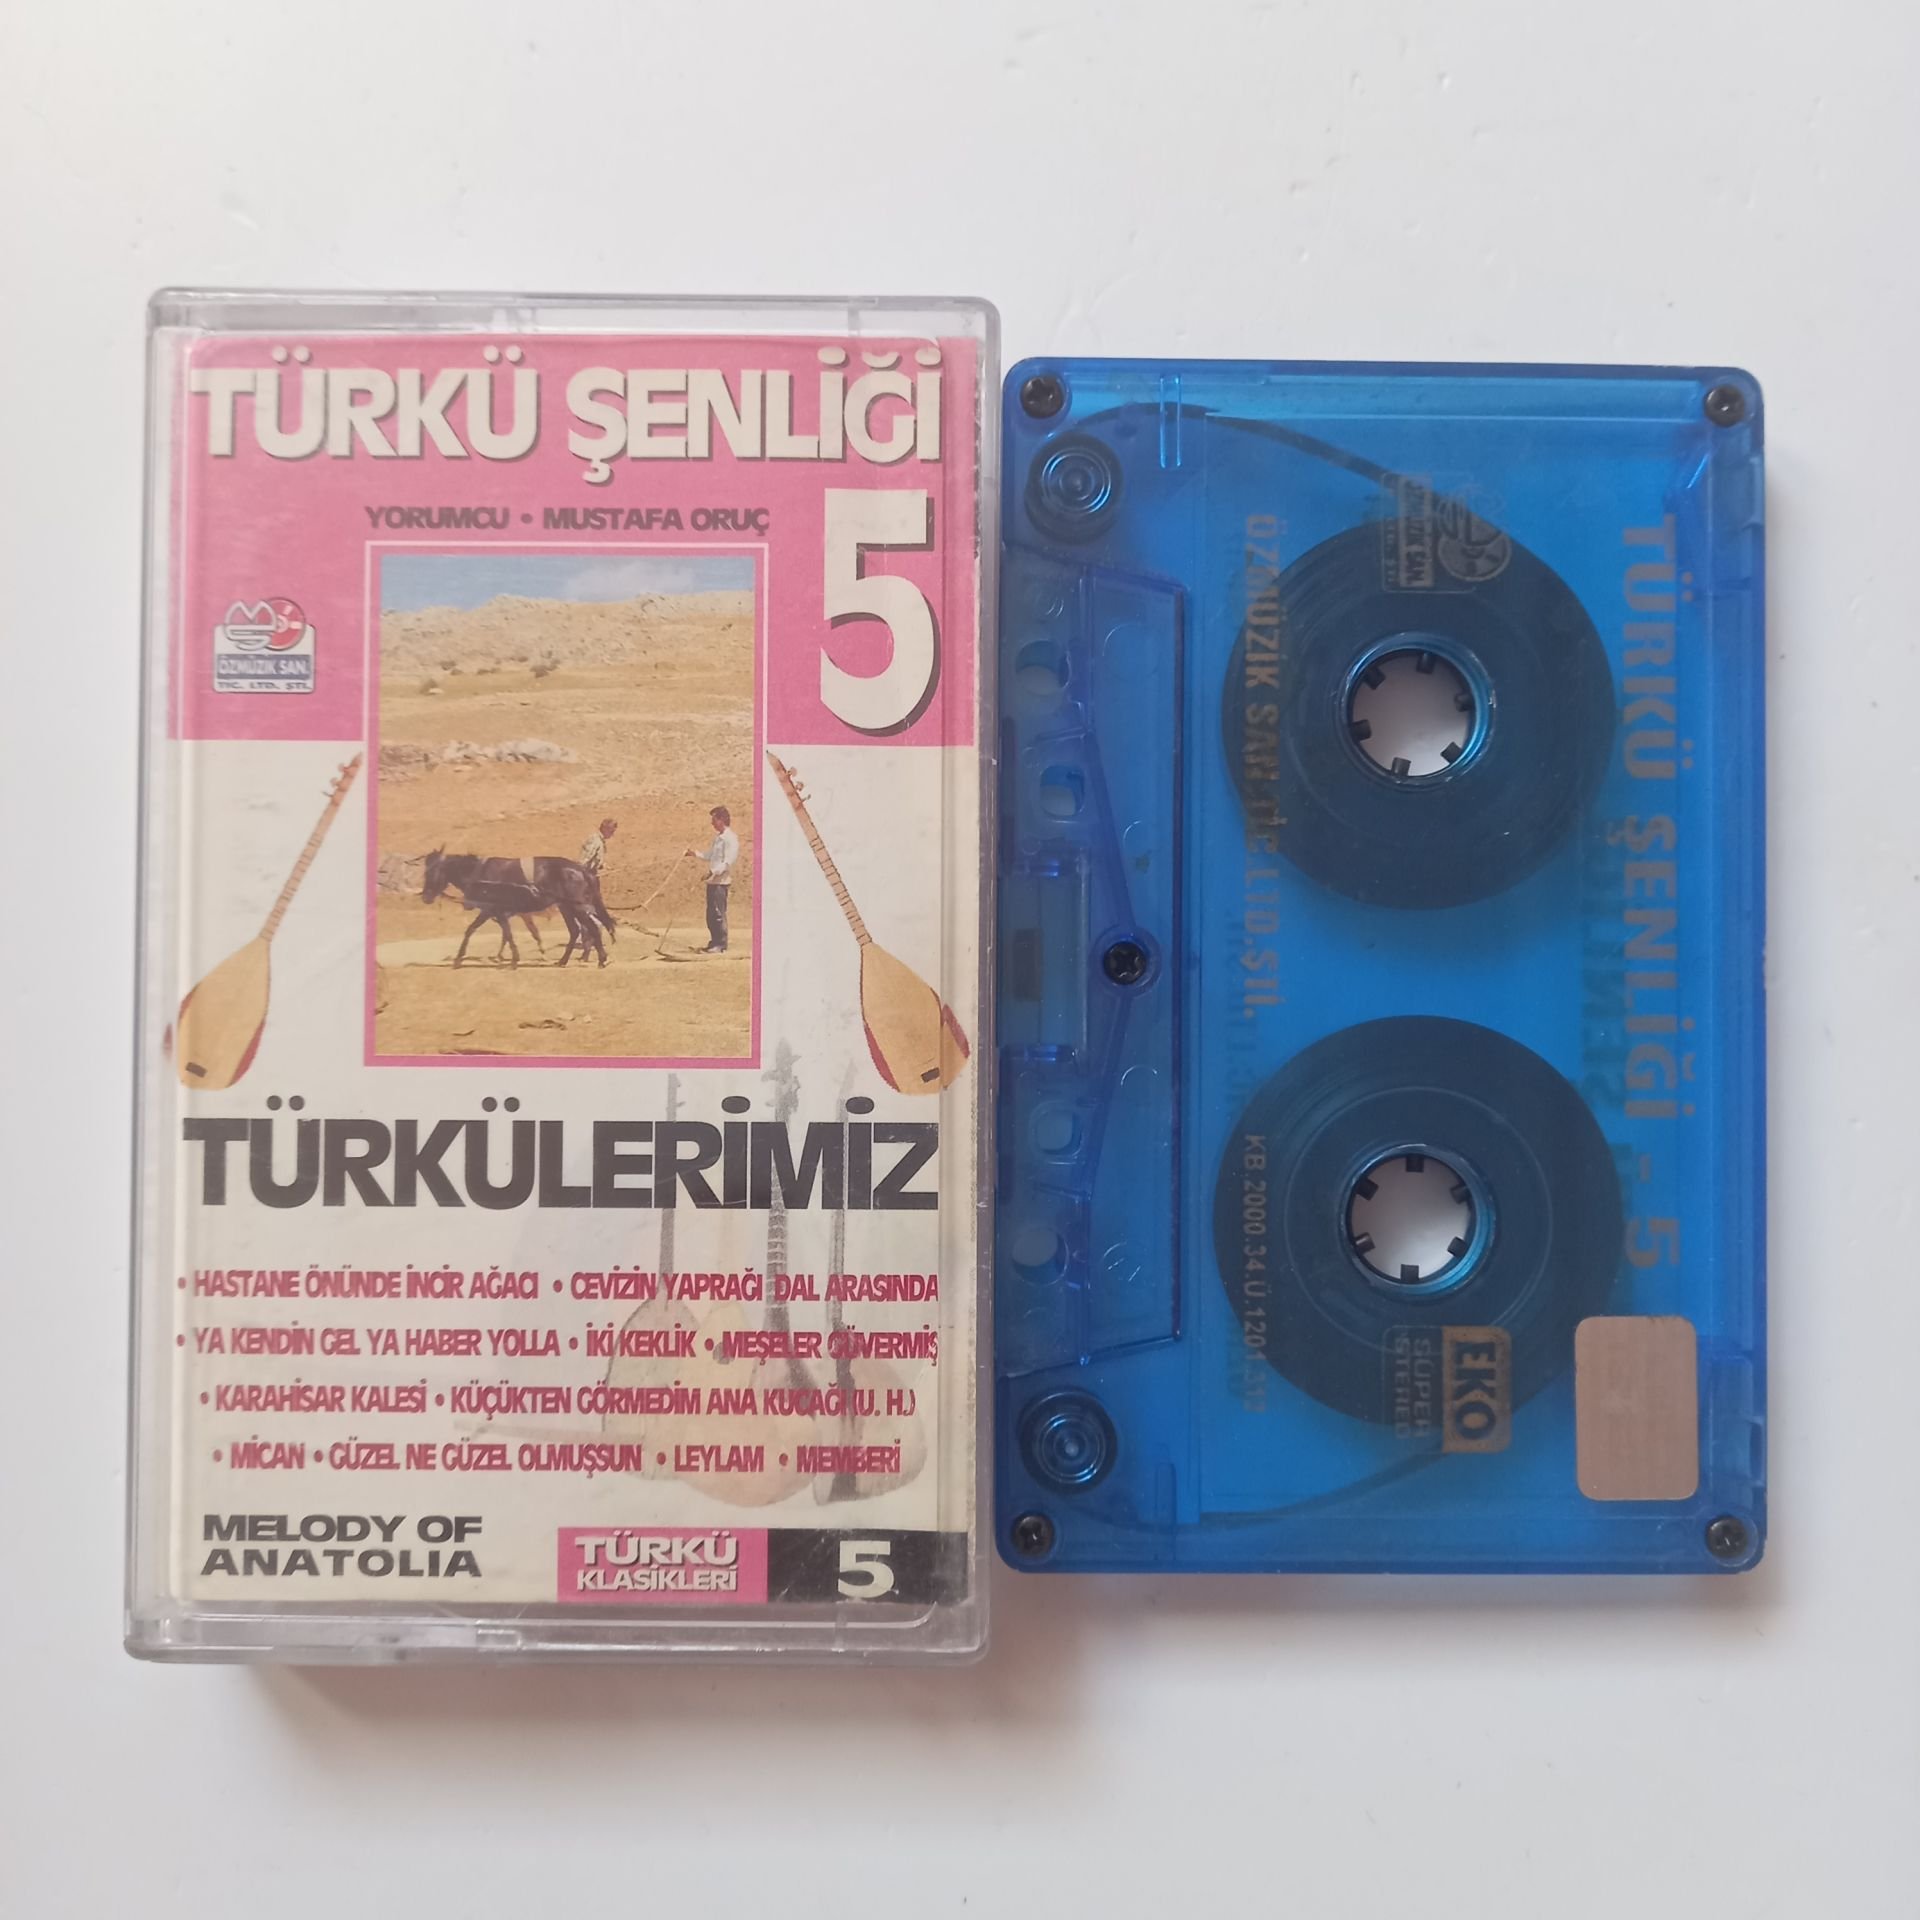 TÜRKÜ ŞENLİĞİ
5
YORUMCU • MUSTAFA ORUÇ
ÖZMÜZİK SAN.
TİC. LTD. ŞTİ.
TÜRKÜLERİMİZ
• HASTANE ÖNÜNDE İNCİR AĞACI • CEVİZİN YAPRAĞI DAL ARASINDA
• YA KENDİN GEL YA HABER YOLLA • İKİ KEKLİK • MEŞELER GÜVERMİŞ
• KARAHİSAR KALESİ • KÜÇÜKTEN GÖRMEDİM ANA KUCAĞI (U. H.)
• MİCAN • GÜZEL NE GÜZEL OLMUŞSUN • LEYLAM • MEMBERİ
MELODY OF
ANATOLIA
TÜRKÜ
KLASİKLERİ
5
TÜRKÜ ŞENLİĞİ - 5
ÖZMÜZİK SAN.
ÖZMÜZİK SAN.TİC.LTD.ŞTİ.
KB.2000.34.Ü.1201.317
EKO
SÜPER
STEREO